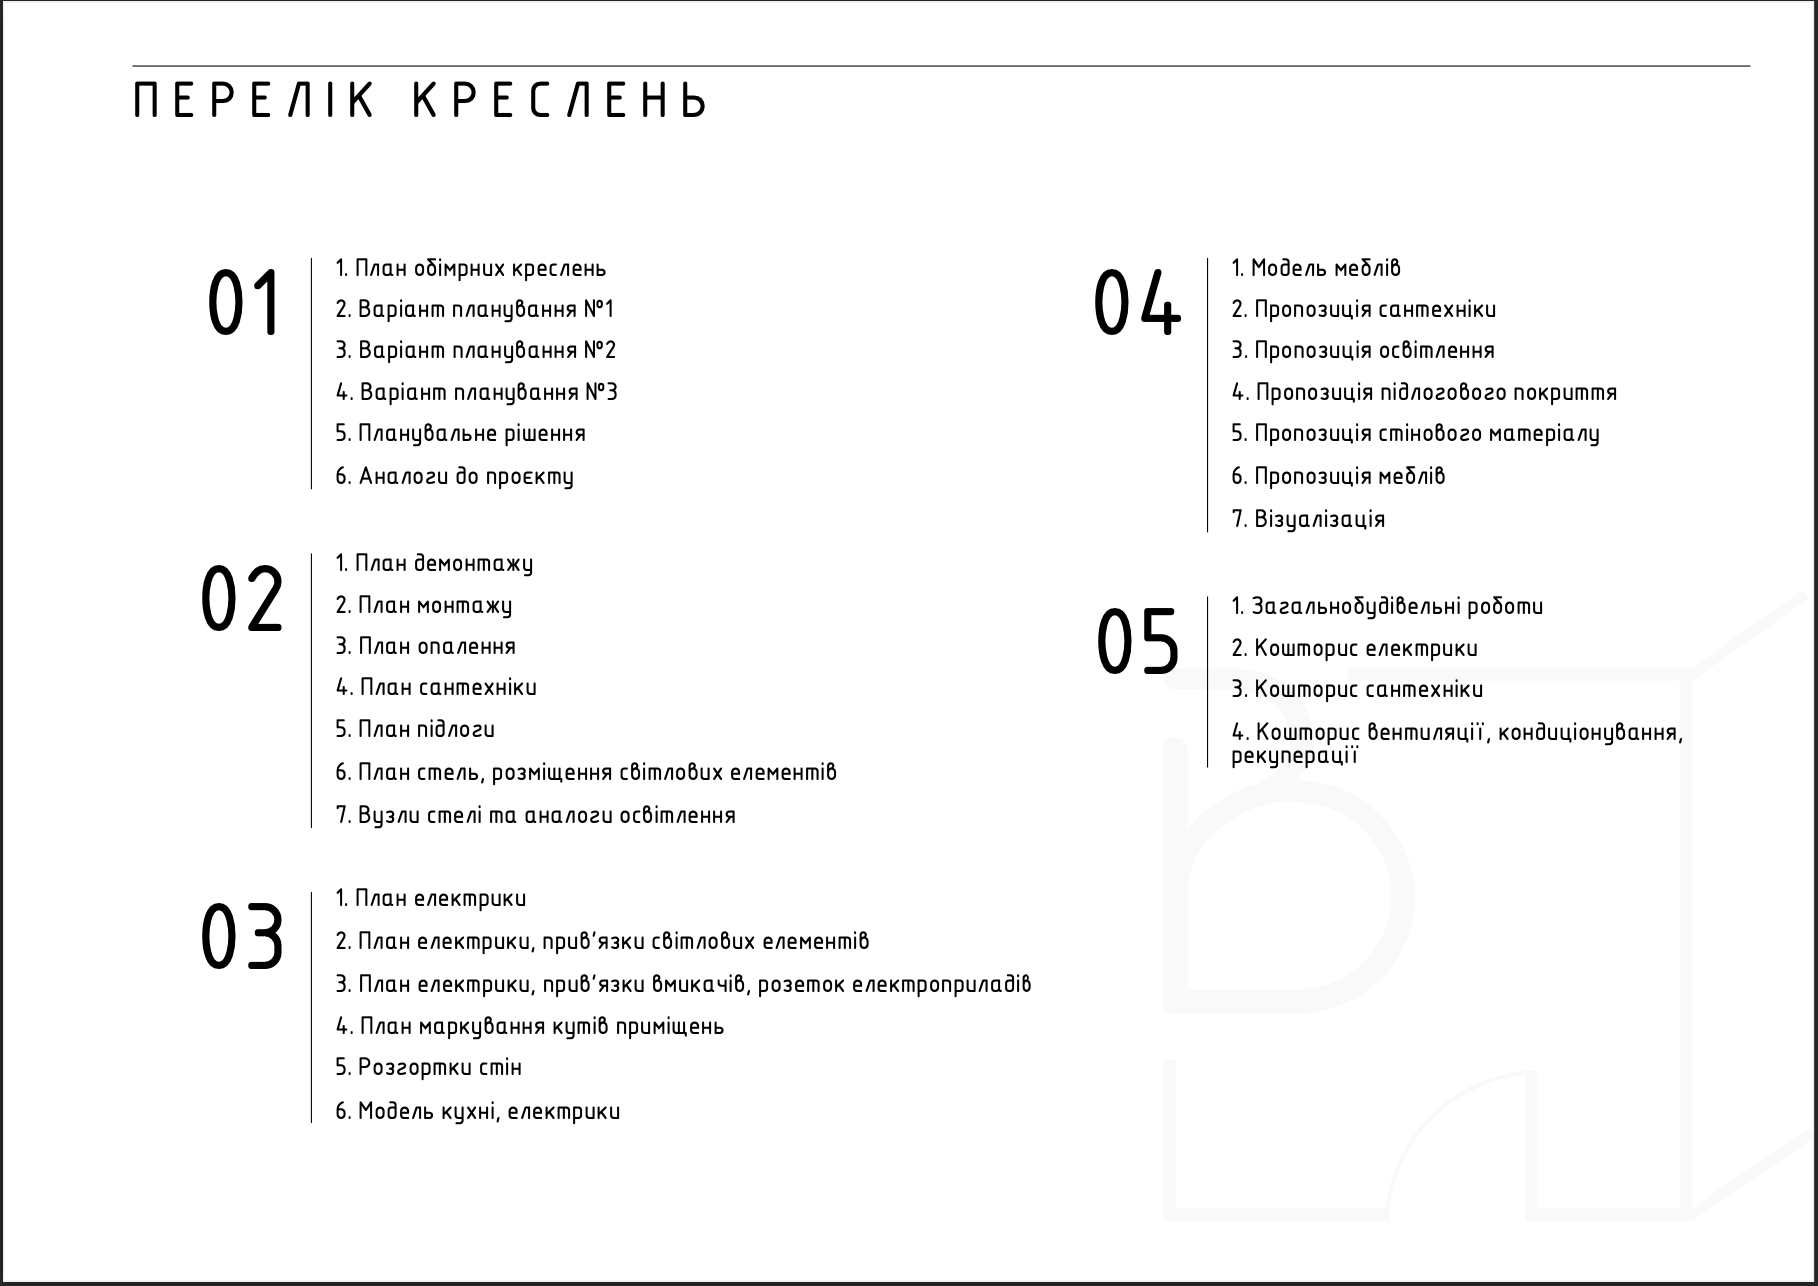 ПЕРЕЛІК КРЕСЛЕНЬ
01
1. План обімрних креслень
2. Варіант планування №1
3. Варіант планування №2
4. Варіант планування №3
5. Планувальне рішення
6. Аналоги до проєкту
02
1. План демонтажу
2. План монтажу
3. План опалення
4. План сантехніки
5. План підлоги
6. План стель, розміщення світлових елементів
7. Вузли стелі та аналоги освітлення
03
1. План електрики
2. План електрики, прив’язки світлових елементів
3. План електрики, прив’язки вмикачів, розеток електроприладів
4. План маркування кутів приміщень
5. Розгортки стін
6. Модель кухні, електрики
04
1. Модель меблів
2. Пропозиція сантехніки
3. Пропозиція освітлення
4. Пропозиція підлогового покриття
5. Пропозиція стінового матеріалу
6. Пропозиція меблів
7. Візуалізація
05
1. Загальнобудівельні роботи
2. Кошторис електрики
3. Кошторис сантехніки
4. Кошторис вентиляції, кондиціонування,
рекуперації